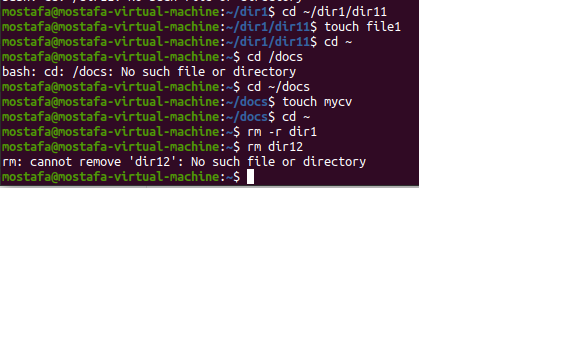 mostafa@mostafa-virtual-machine:~/dir1$ cd ~/dir1/dir11
mostafa@mostafa-virtual-machine:~/dir1/dir11$ touch file1
mostafa@mostafa-virtual-machine:~/dir1/dir11$ cd ~
mostafa@mostafa-virtual-machine:~$ cd /docs
bash: cd: /docs: No such file or directory
mostafa@mostafa-virtual-machine:~$ cd ~/docs
mostafa@mostafa-virtual-machine:~/docs$ touch mycv
mostafa@mostafa-virtual-machine:~/docs$ cd ~
mostafa@mostafa-virtual-machine:~$ rm -r dir1
mostafa@mostafa-virtual-machine:~$ rm dir12
rm: cannot remove 'dir12': No such file or directory
mostafa@mostafa-virtual-machine:~$